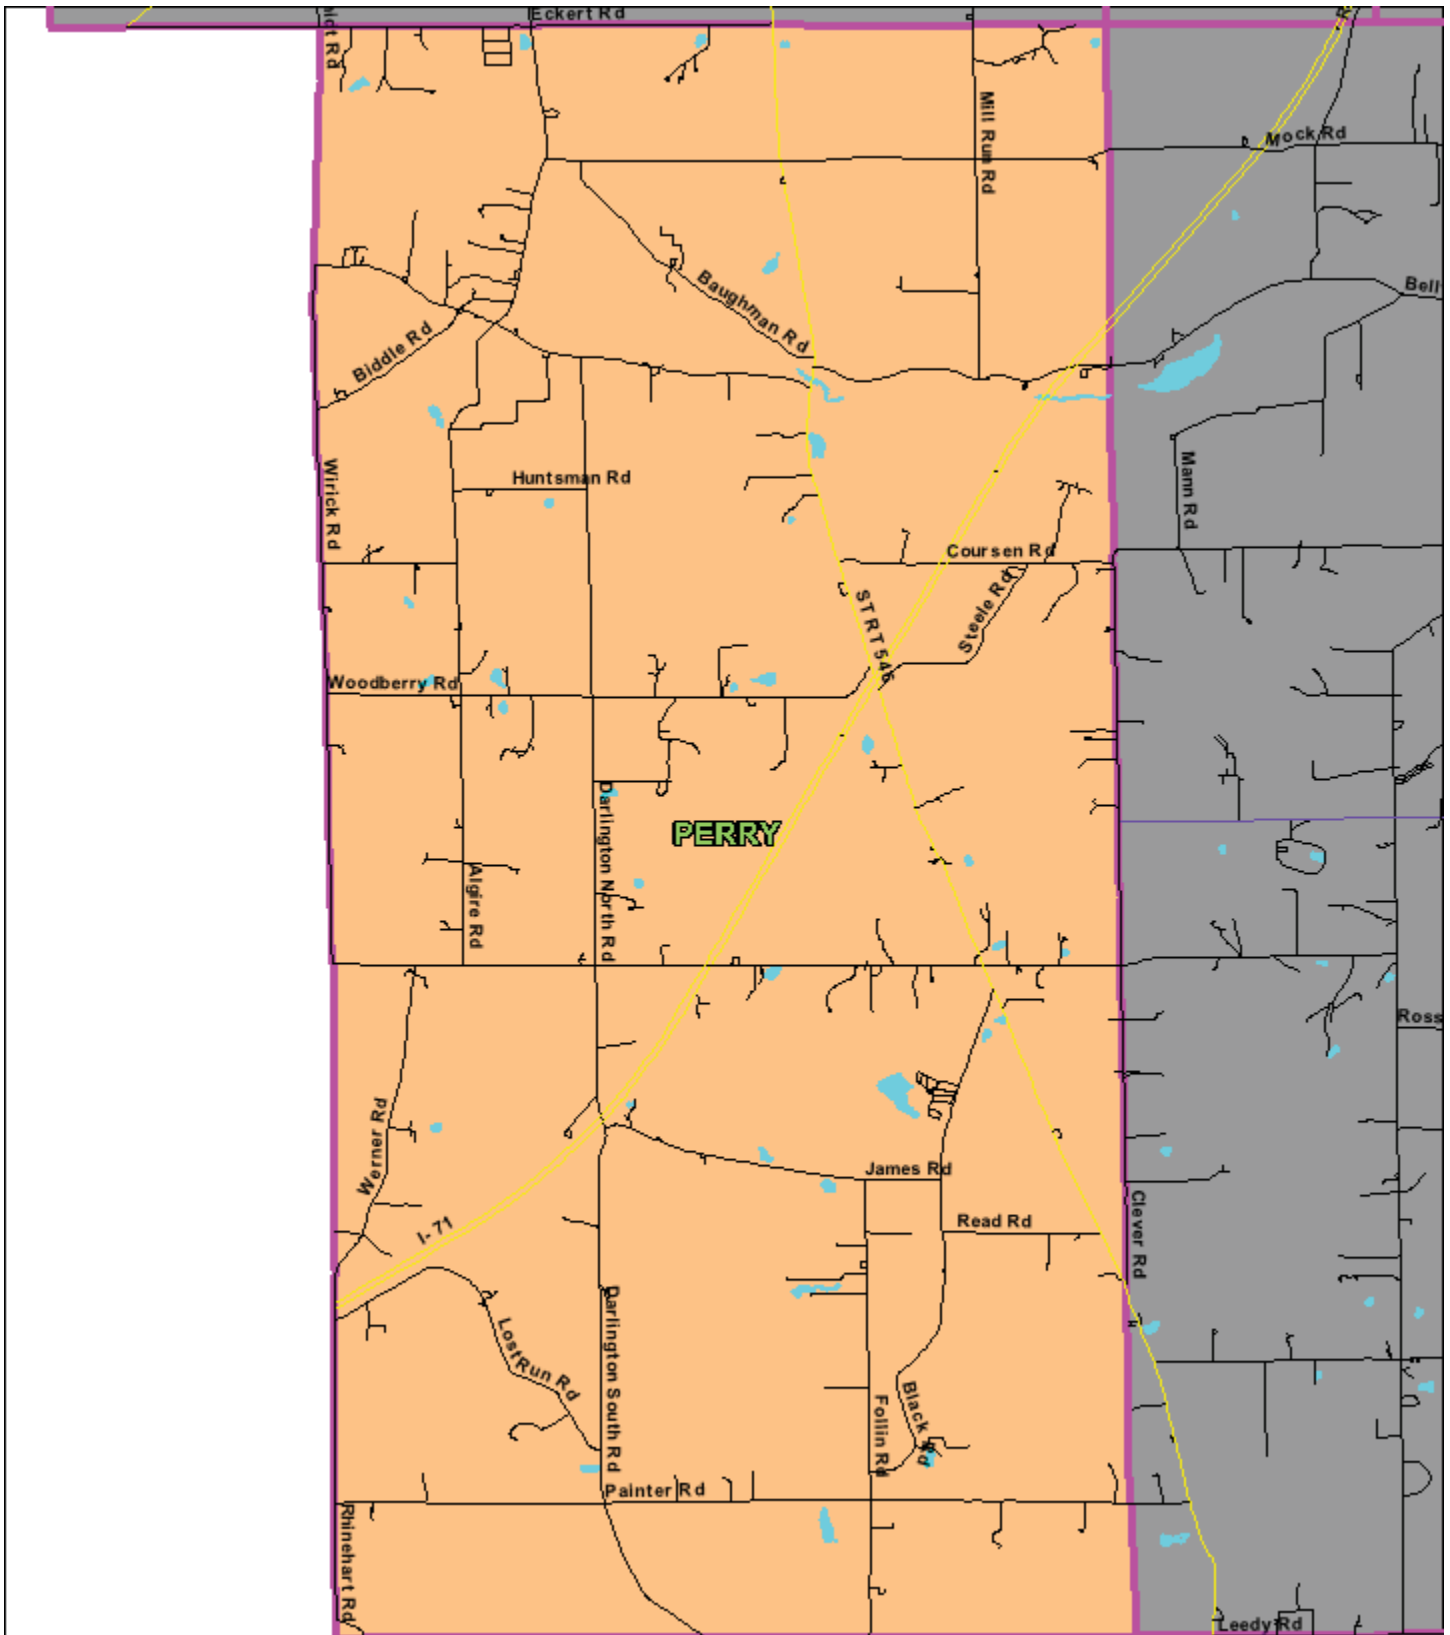 Eckert Rd
Rd
R
Mill Run Rd
Mock Rd
Baughman Rd
Bell
Biddle Rd
Wirick Rd
Huntsman Rd
Mann Rd
Coursen Rd
Steele Rd
STRT 546
Woodberry Rd
Darlington North Rd
PERRY
Algire Rd
Ross
Werner Rd
James Rd
Read Rd
Clever Rd
I-71
Lost Run Rd
Darlington South Rd
Follin Rd
Black Rd
Painter Rd
Rhinehart Rd
Leedy Rd